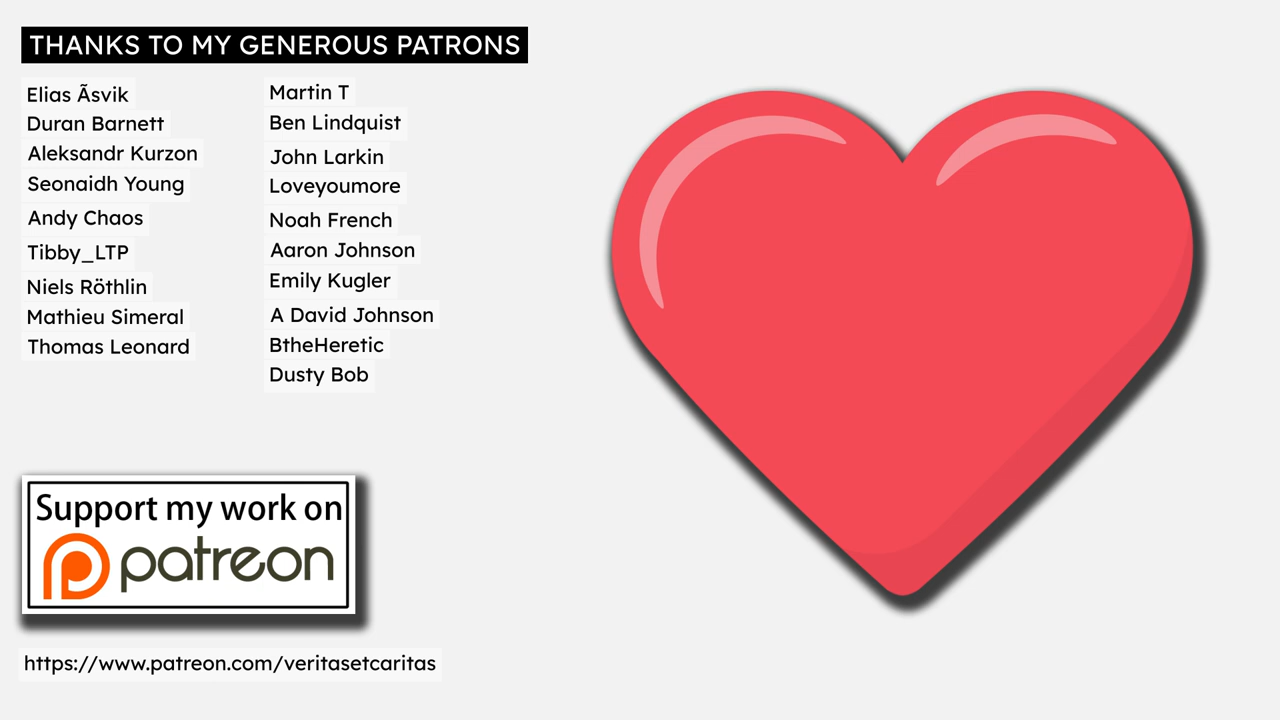 THANKS TO MY GENEROUS PATRONS
Elias Ãsvik
Duran Barnett
Aleksandr Kurzon
Seonaidh Young
Andy Chaos
Tibby_LTP
Niels Röthlin
Mathieu Simeral
Thomas Leonard
Martin T
Ben Lindquist
John Larkin
Loveyoumore
Noah French
Aaron Johnson
Emily Kugler
A David Johnson
BtheHeretic
Dusty Bob
Support my work on
patreon
https://www.patreon.com/veritasetcaritas